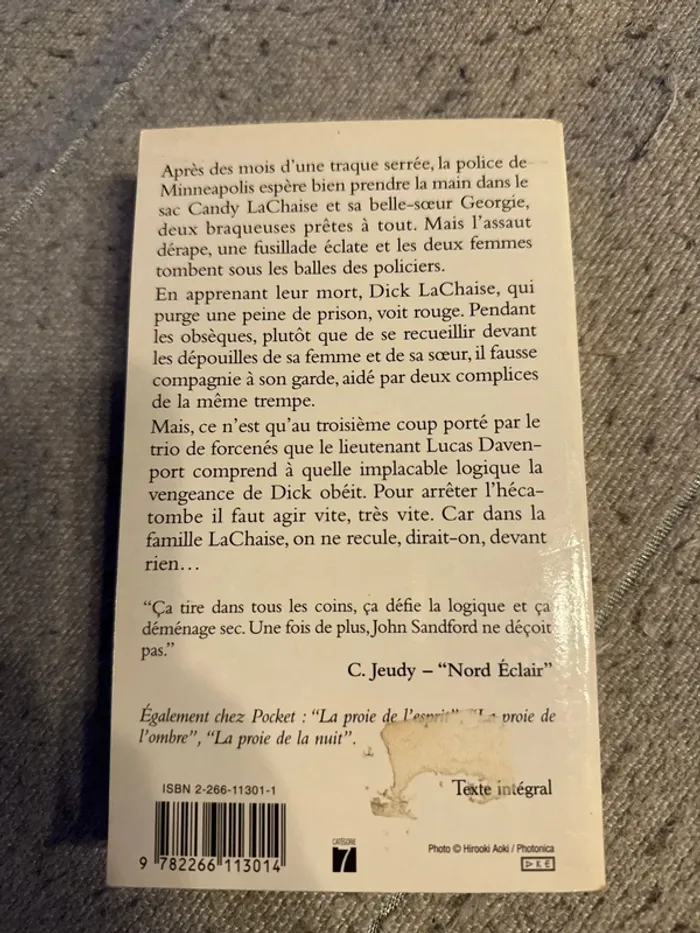 Après des mois d'une traque serrée, la police de
Minneapolis espère bien prendre la main dans le
sac Candy LaChaise et sa belle-sœur Georgie,
deux braqueuses prêtes à tout. Mais l'assaut
dérape, une fusillade éclate et les deux femmes
tombent sous les balles des policiers.
En apprenant leur mort, Dick LaChaise, qui
purge une peine de prison, voit rouge. Pendant
les obsèques, plutôt que de se recueillir devant
les dépouilles de sa femme et de sa sœur, il fausse
compagnie à son garde, aidé par deux complices
de la même trempe.
Mais, ce n'est qu'au troisième coup porté par le
trio de forcenés que le lieutenant Lucas Daven-
port comprend à quelle implacable logique la
vengeance de Dick obéit. Pour arrêter l'héca-
tombe il faut agir vite, très vite. Car dans la
famille LaChaise, on ne recule, dirait-on, devant
rien…
“Ça tire dans tous les coins, ça défie la logique et ça
déménage sec. Une fois de plus, John Sandford ne déçoit
pas.”
C. Jeudy – “Nord Éclair”
Également chez Pocket : “La proie de l'esprit”, “La proie de
l'ombre”, “La proie de la nuit”.
Texte intégral
ISBN 2-266-11301-1
9 782266 113014
CATÉGORIE
7
Photo © Hirooki Aoki / Photonica